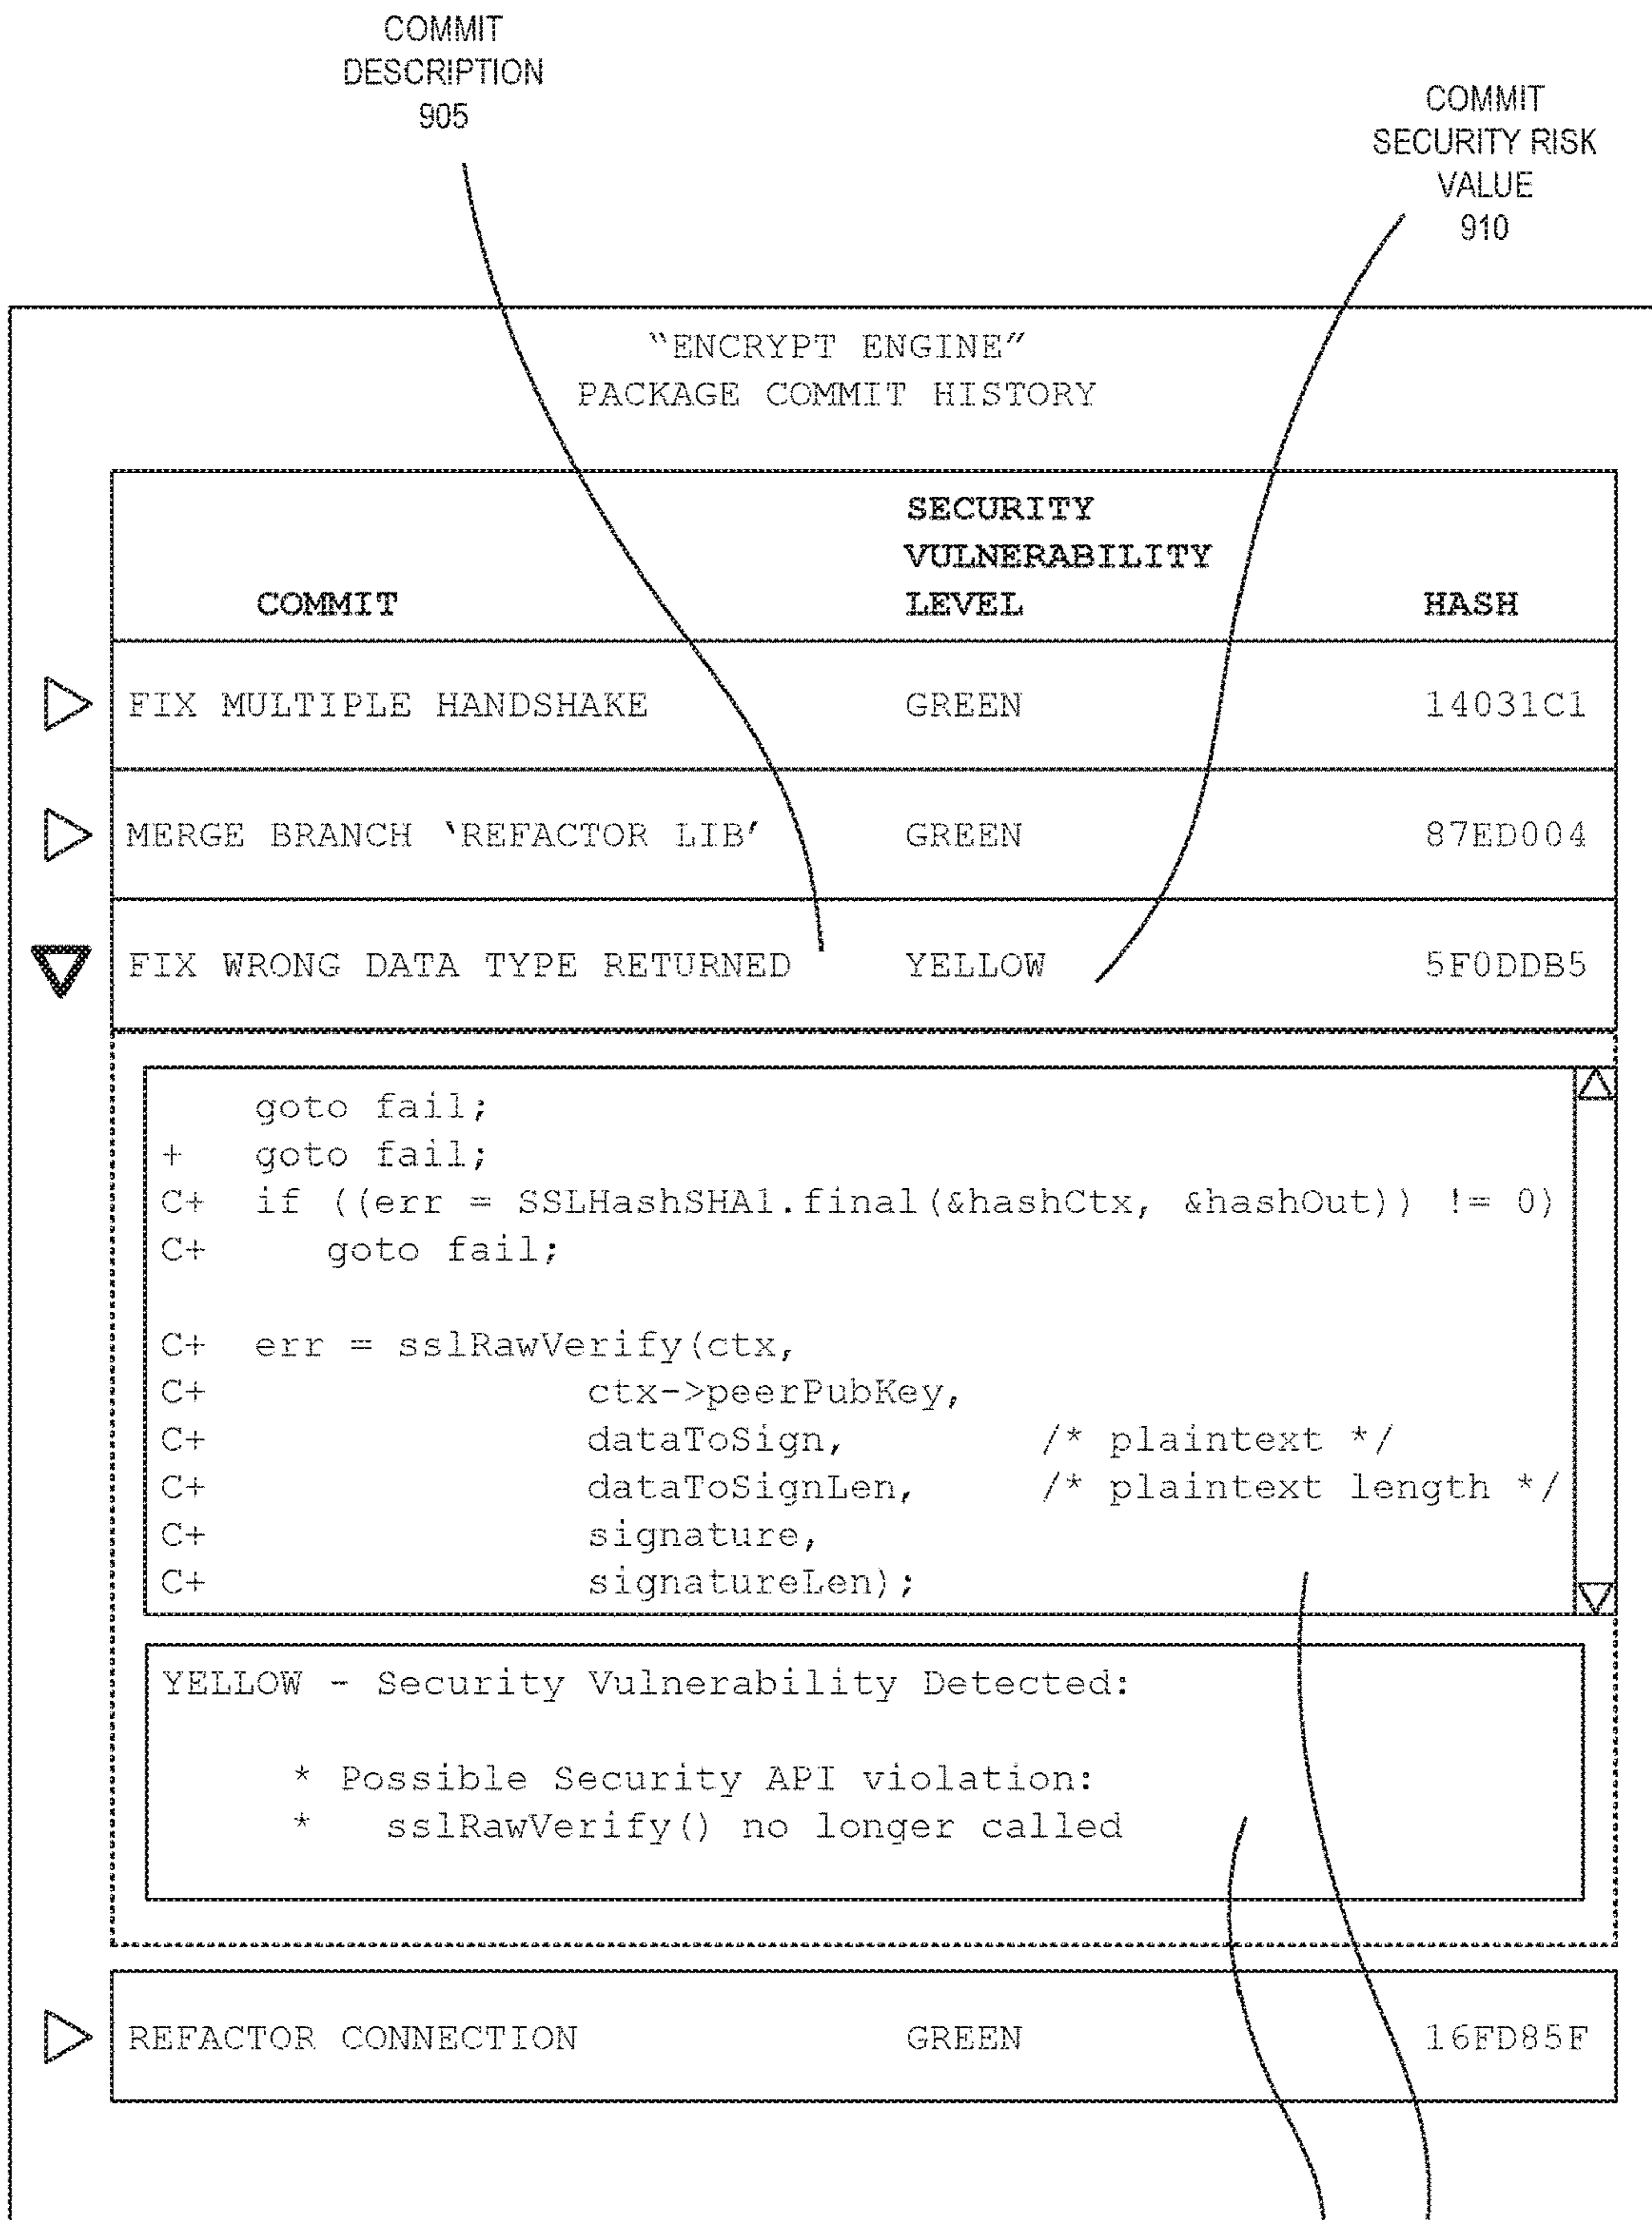 COMMIT
DESCRIPTION
905
COMMIT
SECURITY RISK
VALUE
910
“ENCRYPT ENGINE”
PACKAGE COMMIT HISTORY
COMMIT SECURITY VULNERABILITY LEVEL HASH
FIX MULTIPLE HANDSHAKE GREEN 14031C1
MERGE BRANCH ‘REFACTOR LIB’ GREEN 87ED004
FIX WRONG DATA TYPE RETURNED YELLOW 5F0DDB5
goto fail;
+ goto fail;
C+ if ((err = SSLHashSHA1.final(&hashCtx, &hashOut)) != 0)
C+ goto fail;
C+ err = sslRawVerify(ctx,
C+ ctx->peerPubKey,
C+ dataToSign, /* plaintext */
C+ dataToSignLen, /* plaintext length */
C+ signature,
C+ signatureLen);
YELLOW - Security Vulnerability Detected:
* Possible Security API violation:
* sslRawVerify() no longer called
REFACTOR CONNECTION GREEN 16FD85F